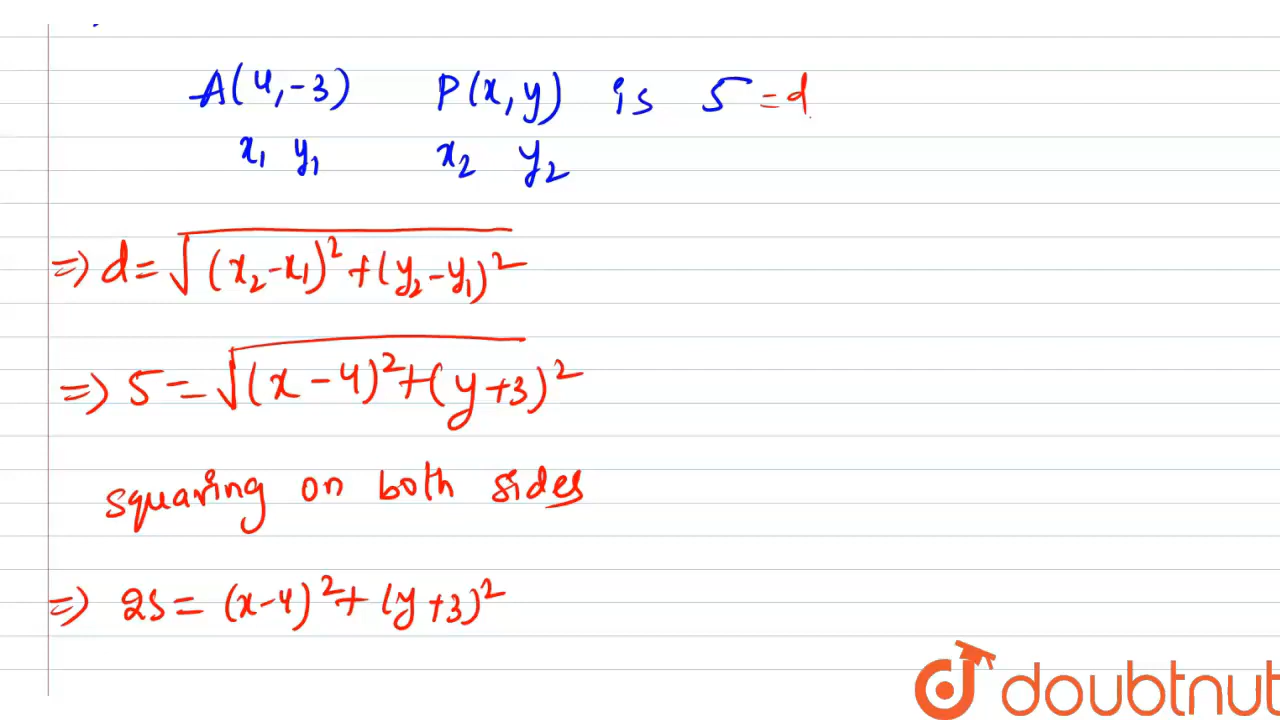 A(4,-3) P(x,y) is 5 = d
x₁ y₁ x₂ y₂
⇒ d = √(x₂-x₁)²+(y₂-y₁)²
⇒ 5 = √(x-4)²+(y+3)²
squaring on both sides
⇒ 25 = (x-4)²+(y+3)²
doubtnut